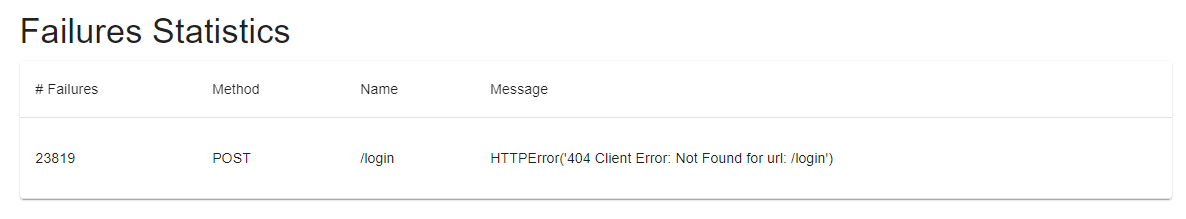 Failures Statistics
# Failures Method Name Message
23819 POST /login HTTPError('404 Client Error: Not Found for url: /login')